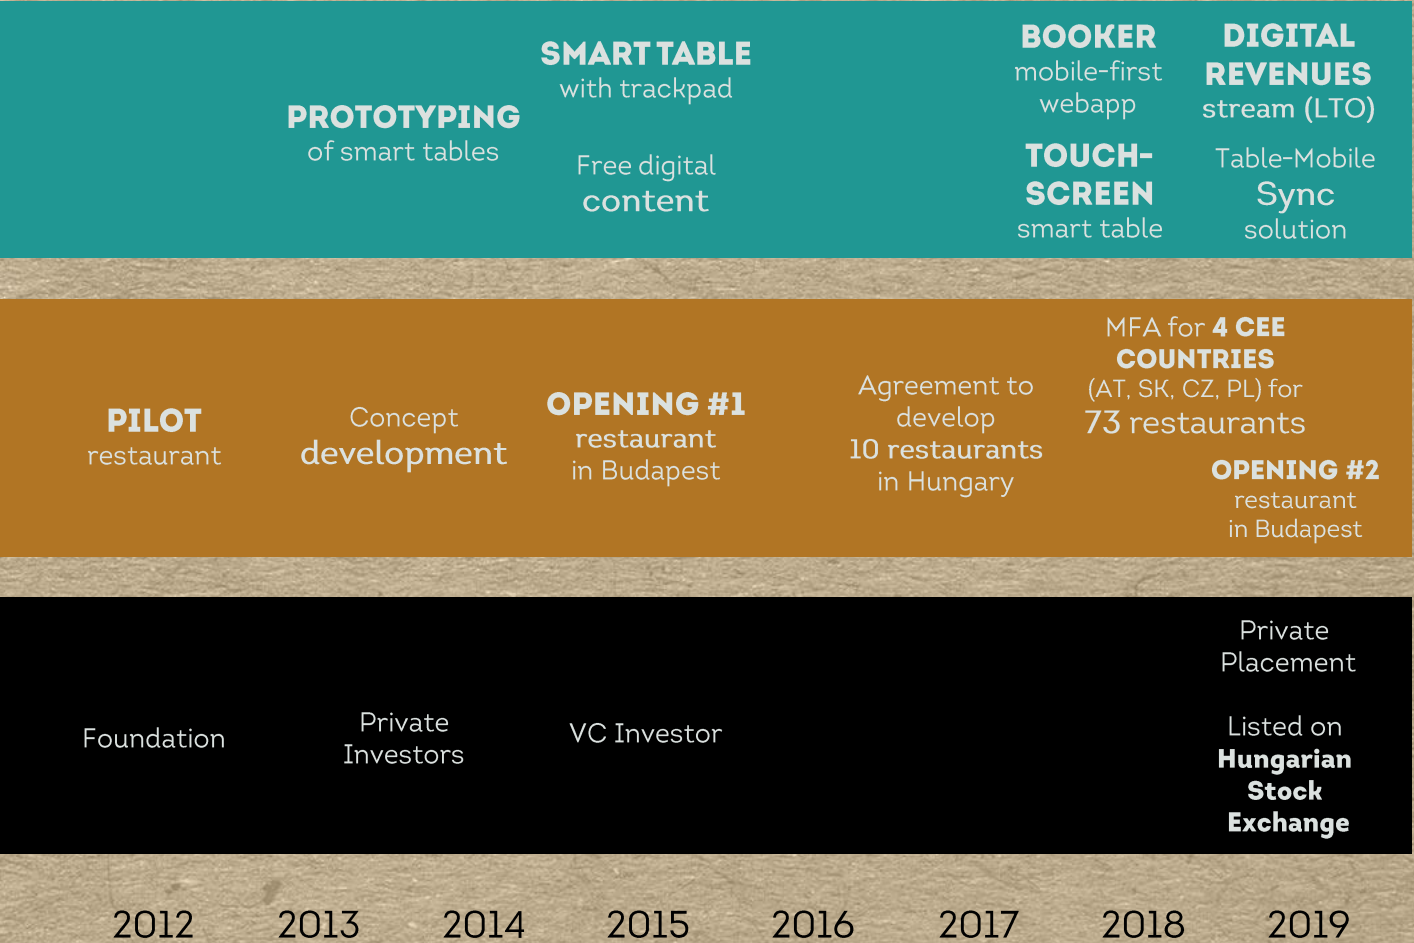 PROTOTYPING
of smart tables
SMART TABLE
with trackpad
Free digital
content
BOOKER
mobile-first
webapp
TOUCH-
SCREEN
smart table
DIGITAL
REVENUES
stream (LTO)
Table-Mobile
Sync
solution
PILOT
restaurant
Concept
development
OPENING #1
restaurant
in Budapest
Agreement to
develop
10 restaurants
in Hungary
MFA for 4 CEE
COUNTRIES
(AT, SK, CZ, PL) for
73 restaurants
OPENING #2
restaurant
in Budapest
Foundation
Private
Investors
VC Investor
Private
Placement
Listed on
Hungarian
Stock
Exchange
2012 2013 2014 2015 2016 2017 2018 2019